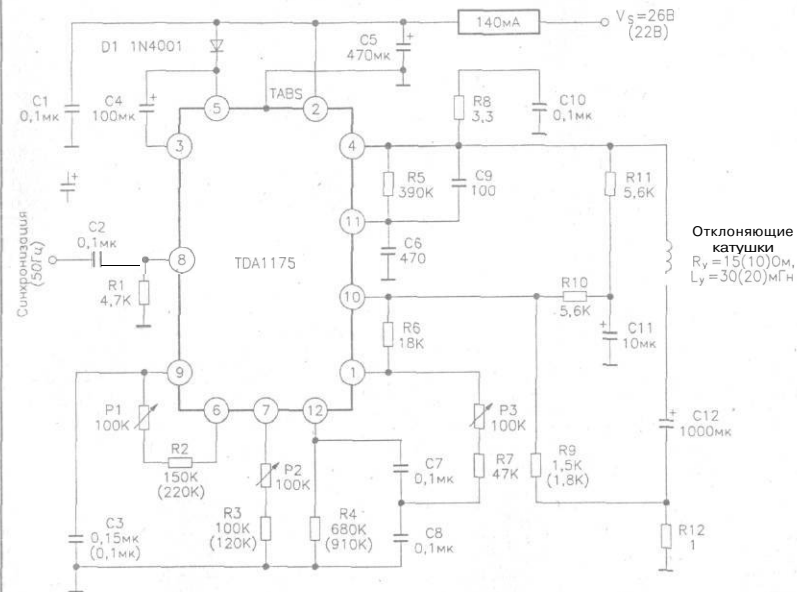 140мА
V_S=26В
(22В)
D1 1N4001
C5
470мк
C1
0,1мк
C4
100мк
TABS
5
2
R8
3,3
C10
0,1мк
3
4
R5
390К
C9
100
R11
5,6К
Синхронизация
(50Гц)
C2
0,1мк
8
TDA1175
11
C6
470
Отклоняющие
катушки
R_y=15(10)Ом,
L_y=30(20)мГн
R1
4,7К
10
R10
5,6К
R6
18К
C11
10мк
9
1
P1
100К
6
7
12
P3
100К
C12
1000мк
R2
150К
(220К)
P2
100К
C7
0,1мк
R7
47К
R9
1,5К
(1,8К)
C3
0,15мк
(0,1мк)
R3
100К
(120К)
R4
680К
(910К)
C8
0,1мк
R12
1